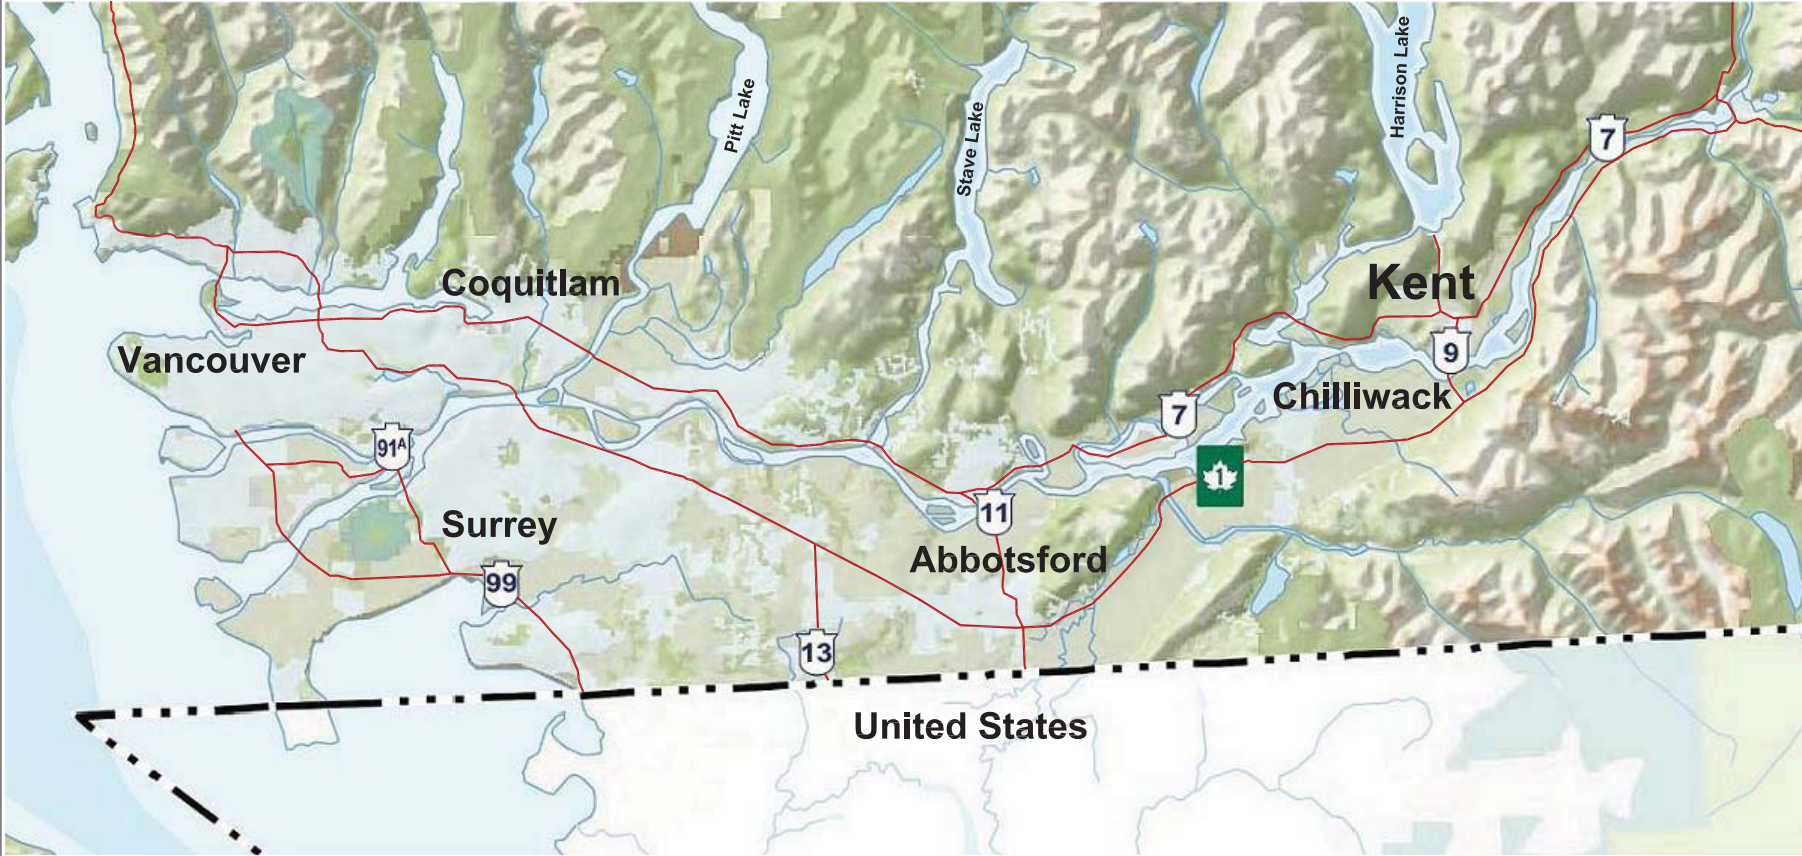 Pitt Lake
Stave Lake
Harrison Lake
7
Coquitlam
Kent
Vancouver
9
Chilliwack
7
91A
1
11
Surrey
Abbotsford
99
13
United States